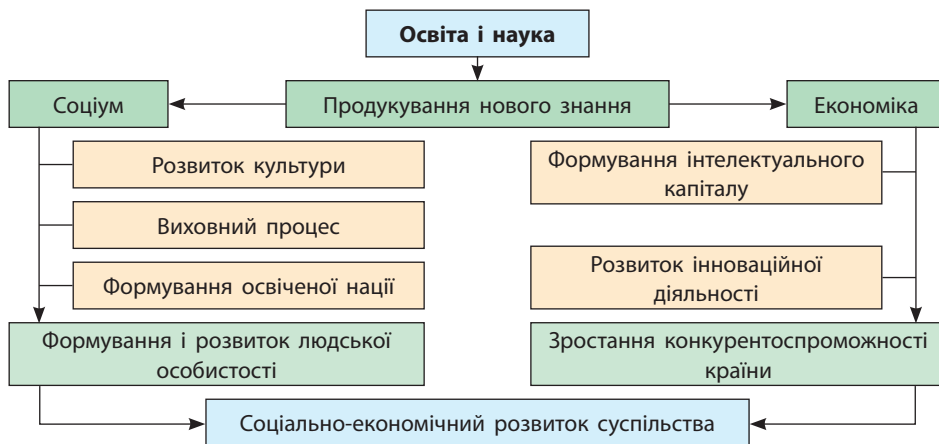 Освіта і наука
Соціум
Продукування нового знання
Економіка
Розвиток культури
Виховний процес
Формування освіченої нації
Формування інтелектуального
капіталу
Розвиток інноваційної
діяльності
Формування і розвиток людської
особистості
Зростання конкурентоспроможності
країни
Соціально-економічний розвиток суспільства